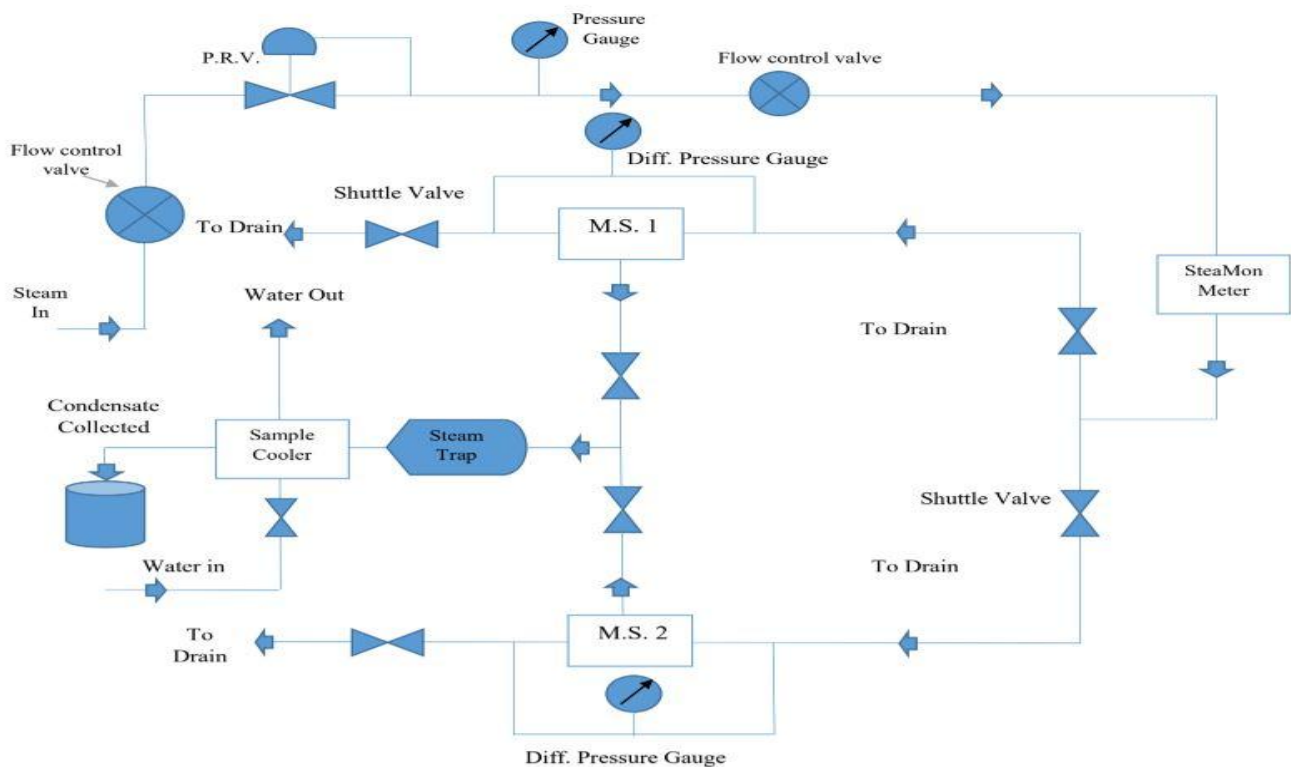 Pressure
Gauge
P.R.V.
Flow control valve
Flow control
valve
Diff. Pressure Gauge
Shuttle Valve
To Drain
M.S. 1
SteaMon
Meter
Steam
In
Water Out
To Drain
Condensate
Collected
Sample
Cooler
Steam
Trap
Shuttle Valve
Water in
To Drain
To
Drain
M.S. 2
Diff. Pressure Gauge